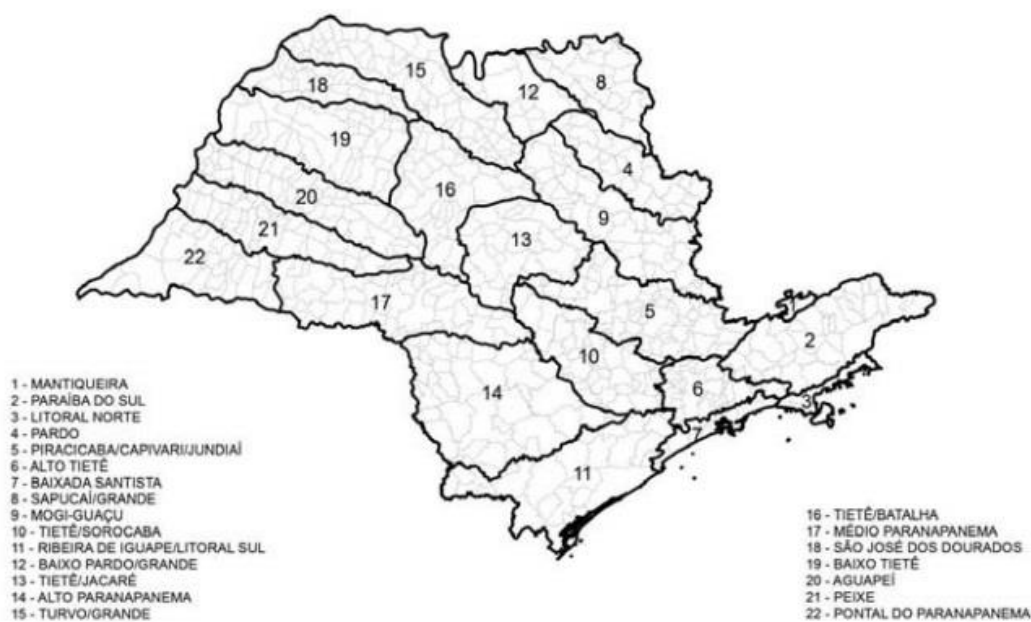 15
8
18
12
19
4
16
20
9
21
13
22
17
5
1
2
10
14
6
3
7
11
1 - MANTIQUEIRA
2 - PARAÍBA DO SUL
3 - LITORAL NORTE
4 - PARDO
5 - PIRACICABA/CAPIVARI/JUNDIAÍ
6 - ALTO TIETÊ
7 - BAIXADA SANTISTA
8 - SAPUCAÍ/GRANDE
9 - MOGI-GUAÇU
10 - TIETÊ/SOROCABA
11 - RIBEIRA DE IGUAPE/LITORAL SUL
12 - BAIXO PARDO/GRANDE
13 - TIETÊ/JACARÉ
14 - ALTO PARANAPANEMA
15 - TURVO/GRANDE
16 - TIETÊ/BATALHA
17 - MÉDIO PARANAPANEMA
18 - SÃO JOSÉ DOS DOURADOS
19 - BAIXO TIETÊ
20 - AGUAPEÍ
21 - PEIXE
22 - PONTAL DO PARANAPANEMA